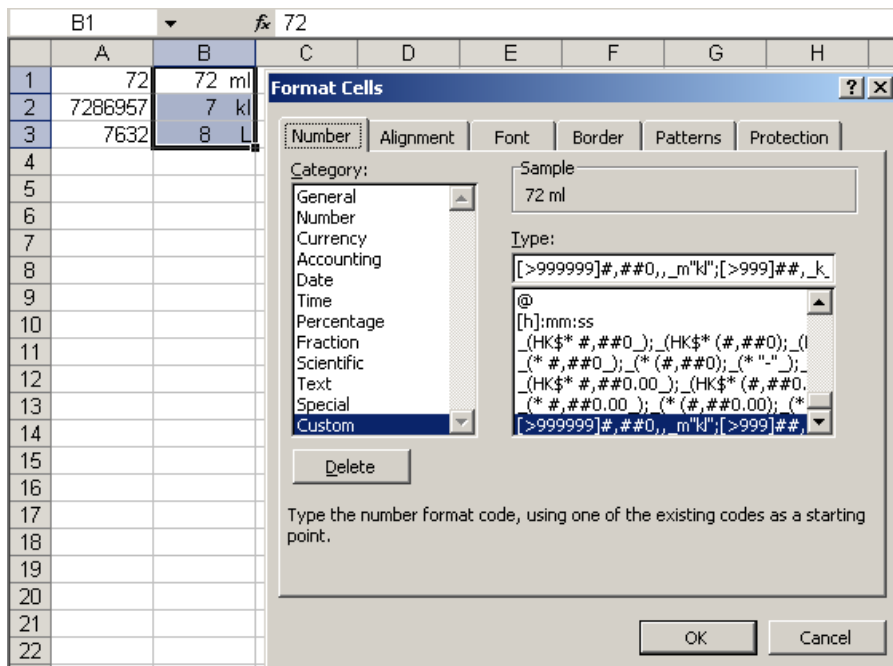 B1 fx 72
A B C D E F G H
1 72 72 ml
2 7286957 7 kl
3 7632 8 L
4
5
6
7
8
9
10
11
12
13
14
15
16
17
18
19
20
21
22
Format Cells ? X
Number Alignment Font Border Patterns Protection
Category:
General
Number
Currency
Accounting
Date
Time
Percentage
Fraction
Scientific
Text
Special
Custom
Sample
72 ml
Type:
[>999999]#,##0,,_m"kl";[>999]##,_k_
@
[h]:mm:ss
_(HK$* #,##0_);_(HK$* (#,##0);_(
_(* #,##0_);_(* (#,##0);_(* "-"_);_
_(HK$* #,##0.00_);_(HK$* (#,##0.
_(* #,##0.00_);_(* (#,##0.00);_(*
[>999999]#,##0,,_m"kl";[>999]##,
Delete
Type the number format code, using one of the existing codes as a starting
point.
OK Cancel